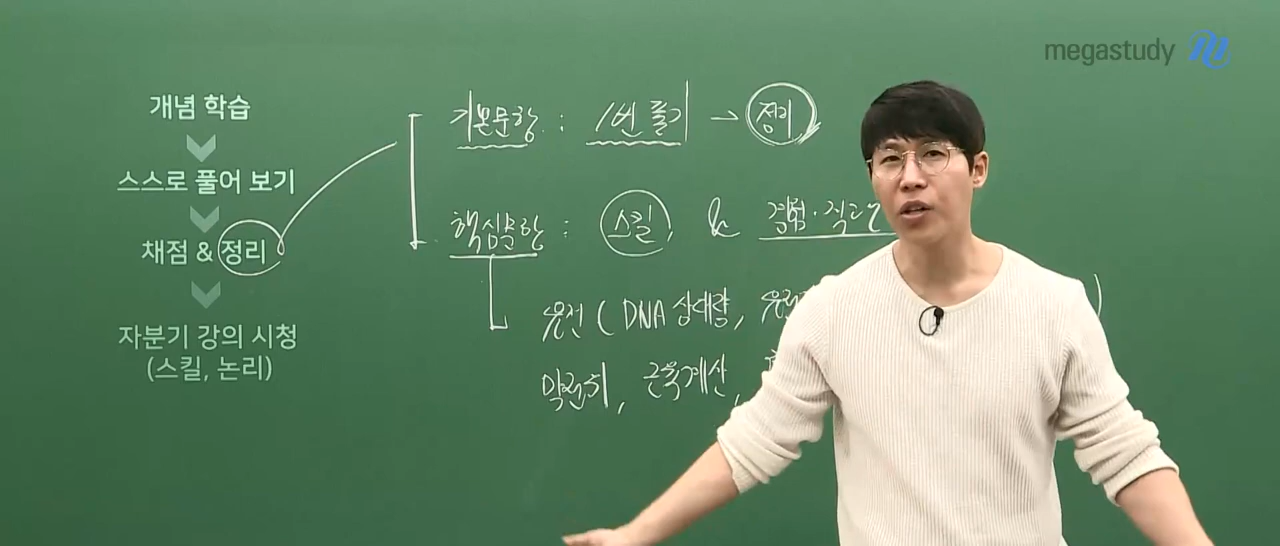 megastudy
개념 학습
스스로 풀어 보기
채점 & 정리
자분기 강의 시청
(스킬, 논리)
기본문항 : 1번 풀기 → 정리
핵심문항 : 스킬, & 경험·직관
유전 ( DNA 상대량,
막전위, 근육계산,